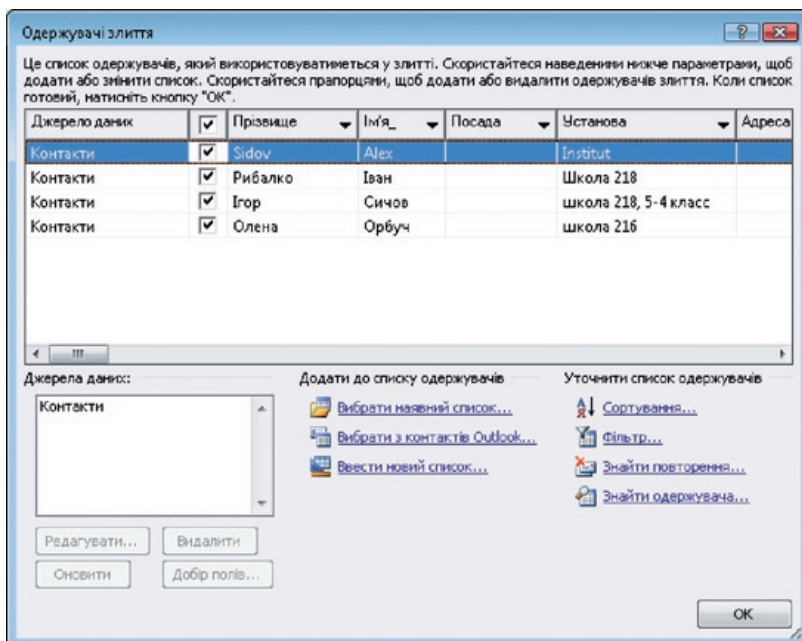 Одержувачі злиття
Це список одержувачів, який використовуватиметься у злитті. Скористайтеся наведеними нижче параметрами, щоб
додати або змінити список. Скористайтеся прапорцями, щоб додати або видалити одержувачів злиття. Коли список
готовий, натисніть кнопку "ОК".
Джерело даних Прізвище Ім'я_ Посада Установа Адреса
Контакти Sidov Alex Institut
Контакти Рибалко Іван Школа 218
Контакти Ігор Сичов школа 218, 5-4 класс
Контакти Олена Орбуч школа 216
Джерела даних: Додати до списку одержувачів Уточнити список одержувачів
Контакти Вибрати наявний список... Сортування...
Вибрати з контактів Outlook... Фільтр...
Ввести новий список... Знайти повторення...
Знайти одержувача...
Редагувати... Видалити
Оновити Добір полів...
ОК